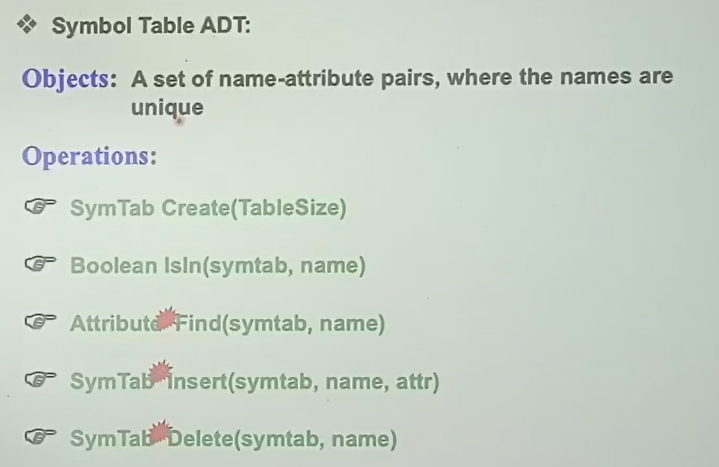 Symbol Table ADT:
Objects: A set of name-attribute pairs, where the names are
unique
Operations:
SymTab Create(TableSize)
Boolean IsIn(symtab, name)
Attribute Find(symtab, name)
SymTab Insert(symtab, name, attr)
SymTab Delete(symtab, name)